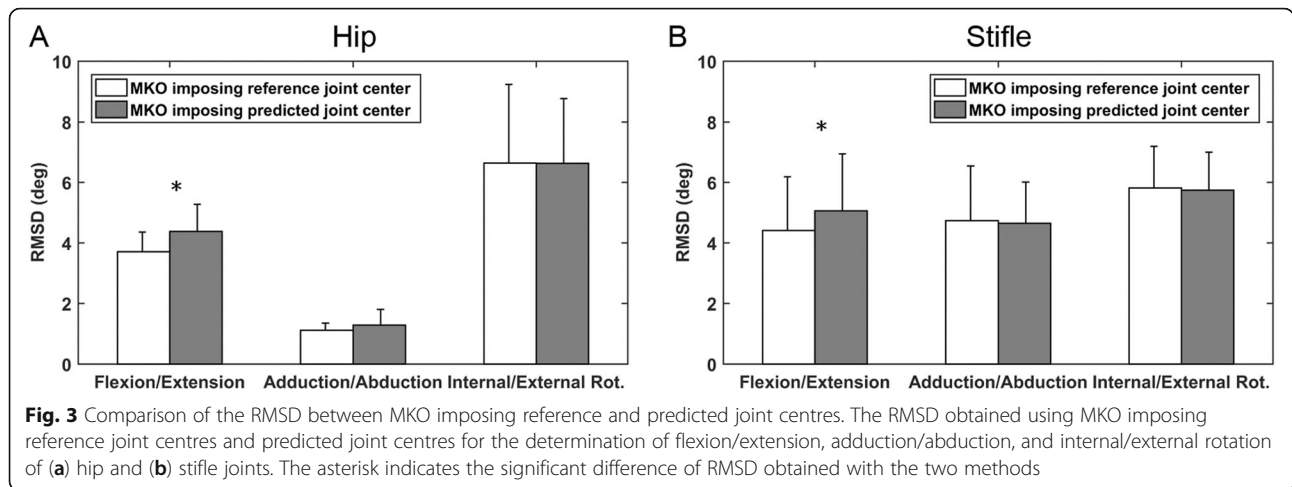 A
Hip
10
8
6
4
2
0
RMSD (deg)
MKO imposing reference joint center
MKO imposing predicted joint center
*
Flexion/Extension Adduction/Abduction Internal/External Rot.
B
Stifle
10
8
6
4
2
0
RMSD (deg)
MKO imposing reference joint center
MKO imposing predicted joint center
*
Flexion/Extension Adduction/Abduction Internal/External Rot.
Fig. 3 Comparison of the RMSD between MKO imposing reference and predicted joint centres. The RMSD obtained using MKO imposing
reference joint centres and predicted joint centres for the determination of flexion/extension, adduction/abduction, and internal/external rotation
of (a) hip and (b) stifle joints. The asterisk indicates the significant difference of RMSD obtained with the two methods